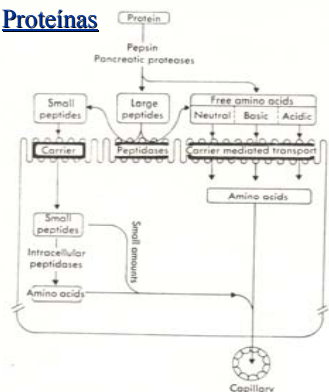 Proteínas
Protein
Pepsin
Pancreatic proteases
Small
peptides
Large
peptides
Free amino acids
Neutral Basic Acidic
Carrier
Peptidases
Carrier mediated transport
Amino acids
Small
peptides
Small amounts
Intracellular
peptidases
Amino acids
Capillary